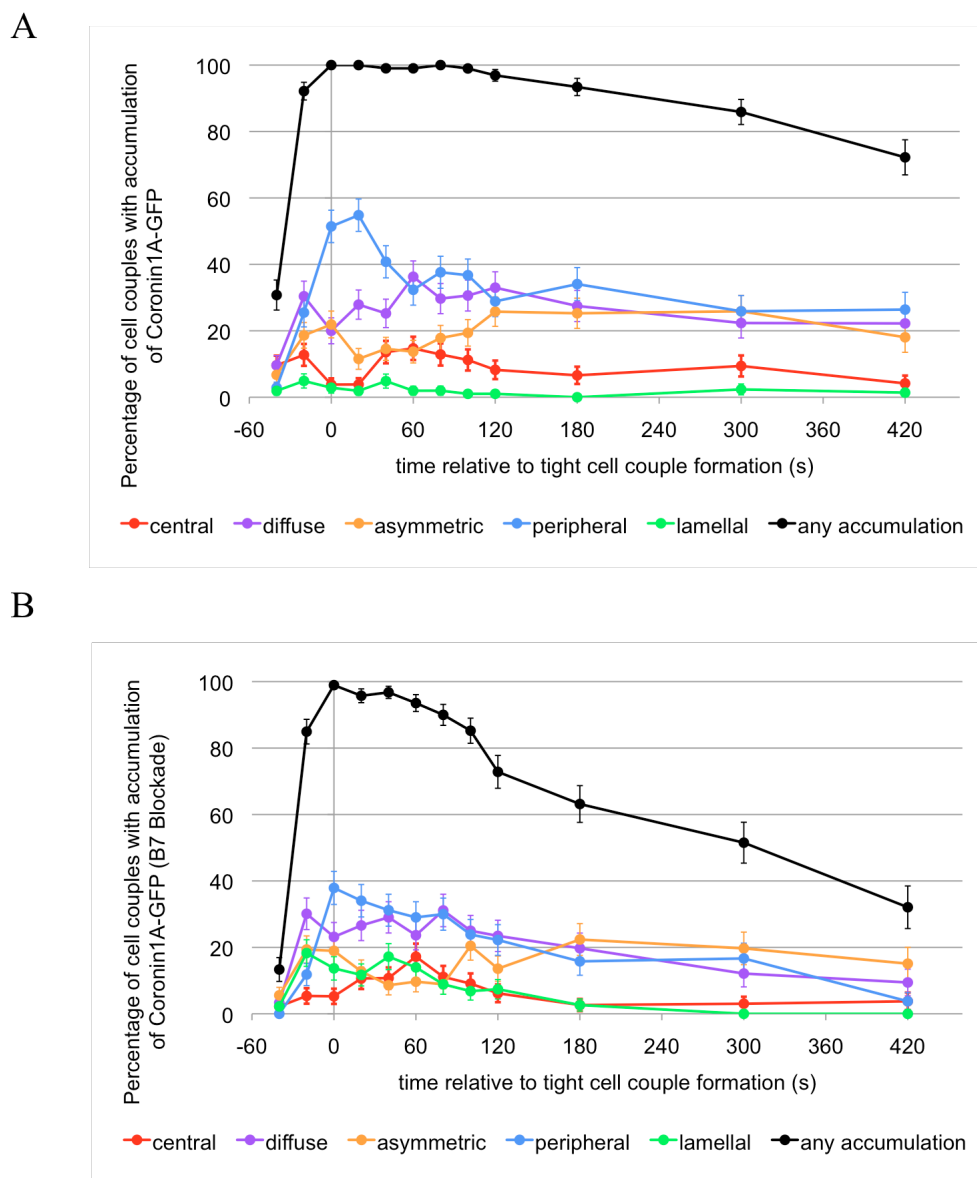 A
Percentage of cell couples with accumulation
of Coronin1A-GFP
100
80
60
40
20
0
-60 0 60 120 180 300 360 420
time relative to tight cell couple formation (s)
central diffuse asymmetric peripheral lamellal any accumulation
B
Percentage of cell couples with accumulation
of Coronin1A-GFP (B7 Blockade)
100
80
60
40
20
0
-60 0 60 120 180 300 360 420
time relative to tight cell couple formation (s)
central diffuse asymmetric peripheral lamellal any accumulation